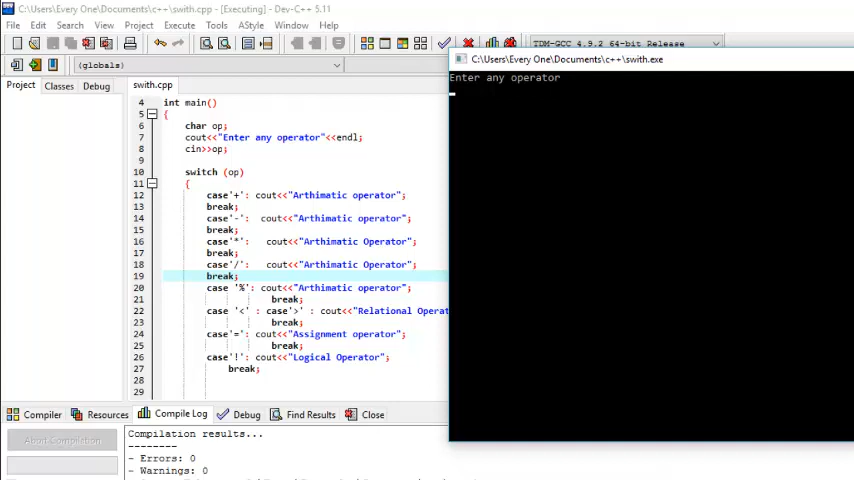 C:\Users\Every One\Documents\c++\swith.cpp - [Executing] - Dev-C++ 5.11
File Edit Search View Project Execute Tools AStyle Window Help
TDM-GCC 4.9.2 64-bit Release
(globals)
C:\Users\Every One\Documents\c++\swith.exe
Enter any operator
Project Classes Debug
swith.cpp
4 int main()
5 {
6 char op;
7 cout<<"Enter any operator"<<endl;
8 cin>>op;
9
10 switch (op)
11 {
12 case'+': cout<<"Arthimatic operator";
13 break;
14 case'-': cout<<"Arthimatic operator";
15 break;
16 case'*': cout<<"Arthimatic Operator";
17 break;
18 case'/': cout<<"Arthimatic Operator";
19 break;
20 case '%': cout<<"Arthimatic operator";
21 break;
22 case '<' : case'>' : cout<<"Relational
23 break;
24 case'=': cout<<"Assignment operator";
25 break;
26 case'!': cout<<"Logical Operator";
27 break;
28
29
Compiler Resources Compile Log Debug Find Results Close
Abort Compilation
Compilation results...
--------
- Errors: 0
- Warnings: 0